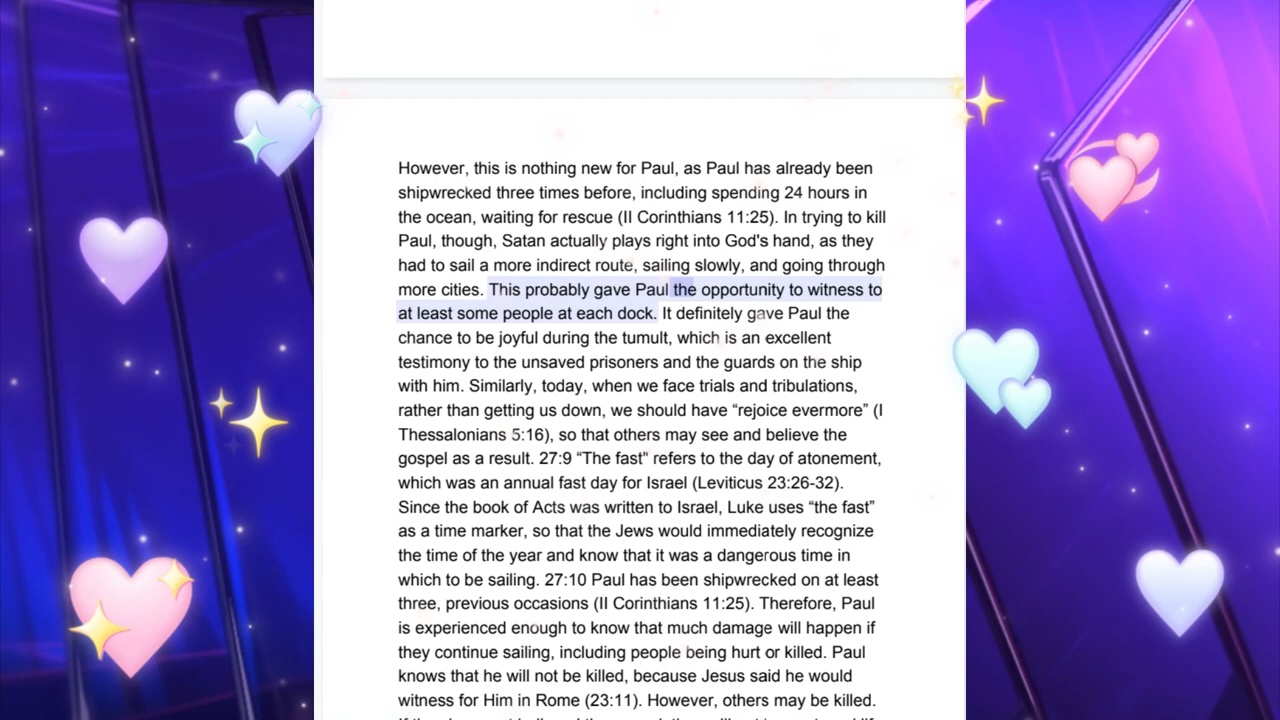 However, this is nothing new for Paul, as Paul has already been
shipwrecked three times before, including spending 24 hours in
the ocean, waiting for rescue (II Corinthians 11:25). In trying to kill
Paul, though, Satan actually plays right into God's hand, as they
had to sail a more indirect route, sailing slowly, and going through
more cities. This probably gave Paul the opportunity to witness to
at least some people at each dock. It definitely gave Paul the
chance to be joyful during the tumult, which is an excellent
testimony to the unsaved prisoners and the guards on the ship
with him. Similarly, today, when we face trials and tribulations,
rather than getting us down, we should have “rejoice evermore” (I
Thessalonians 5:16), so that others may see and believe the
gospel as a result. 27:9 “The fast” refers to the day of atonement,
which was an annual fast day for Israel (Leviticus 23:26-32).
Since the book of Acts was written to Israel, Luke uses “the fast”
as a time marker, so that the Jews would immediately recognize
the time of the year and know that it was a dangerous time in
which to be sailing. 27:10 Paul has been shipwrecked on at least
three, previous occasions (II Corinthians 11:25). Therefore, Paul
is experienced enough to know that much damage will happen if
they continue sailing, including people being hurt or killed. Paul
knows that he will not be killed, because Jesus said he would
witness for Him in Rome (23:11). However, others may be killed.